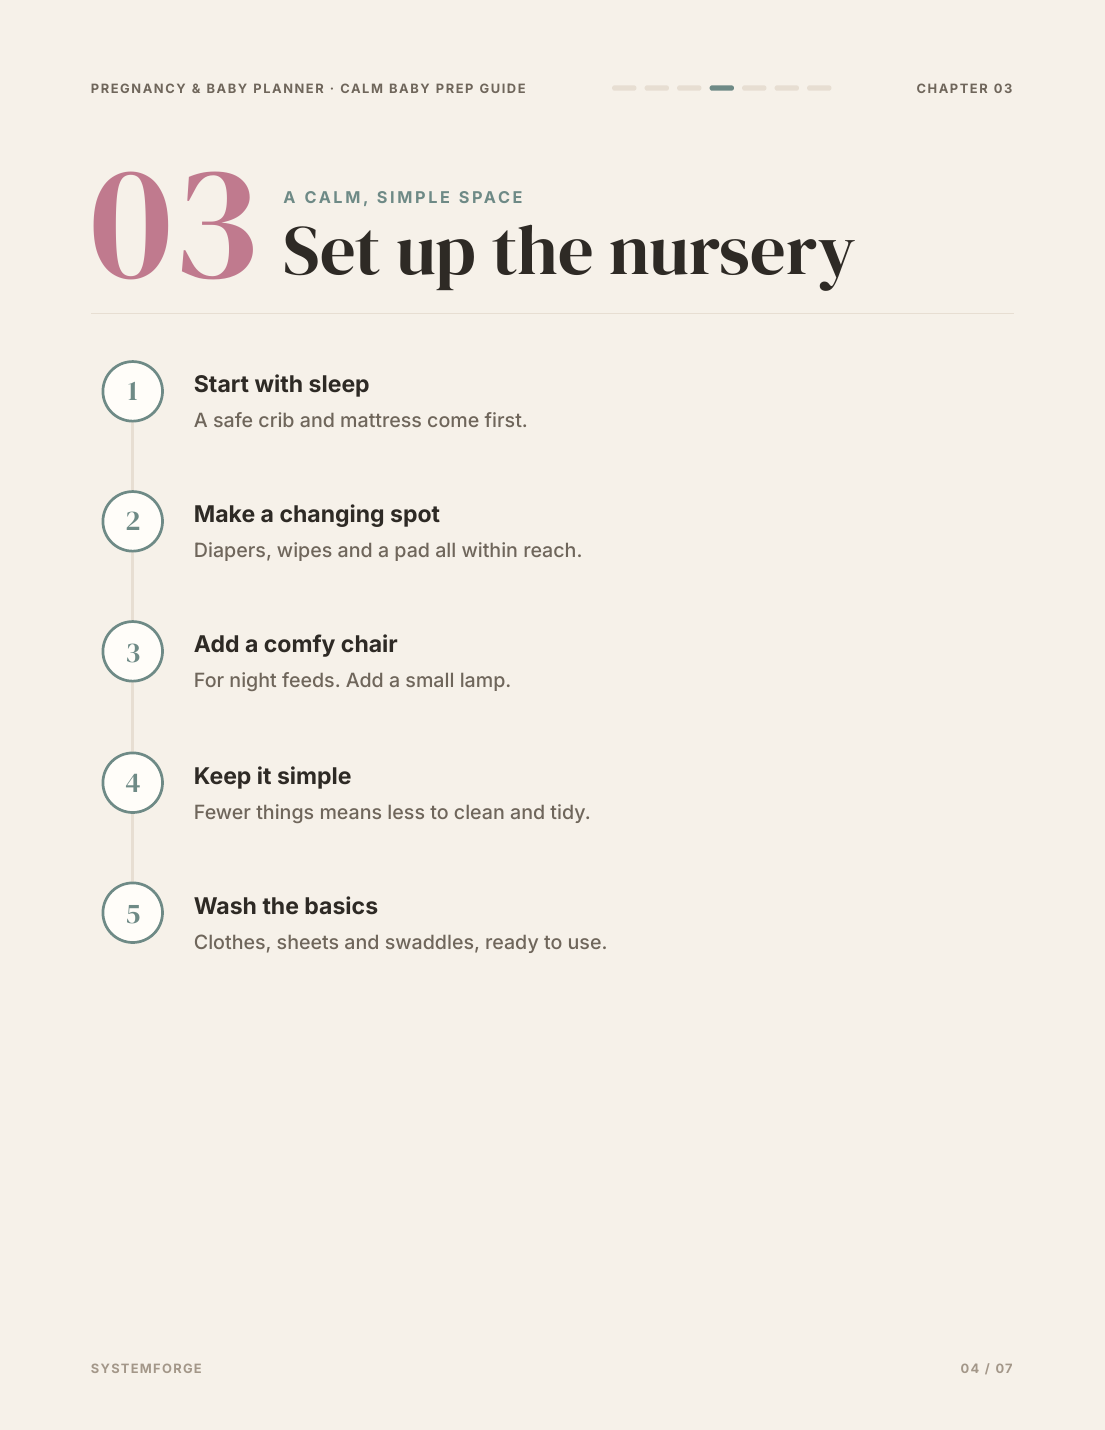 PREGNANCY & BABY PLANNER · CALM BABY PREP GUIDE
CHAPTER 03
03
A CALM, SIMPLE SPACE
Set up the nursery
1
Start with sleep
A safe crib and mattress come first.
2
Make a changing spot
Diapers, wipes and a pad all within reach.
3
Add a comfy chair
For night feeds. Add a small lamp.
4
Keep it simple
Fewer things means less to clean and tidy.
5
Wash the basics
Clothes, sheets and swaddles, ready to use.
SYSTEMFORGE
04 / 07